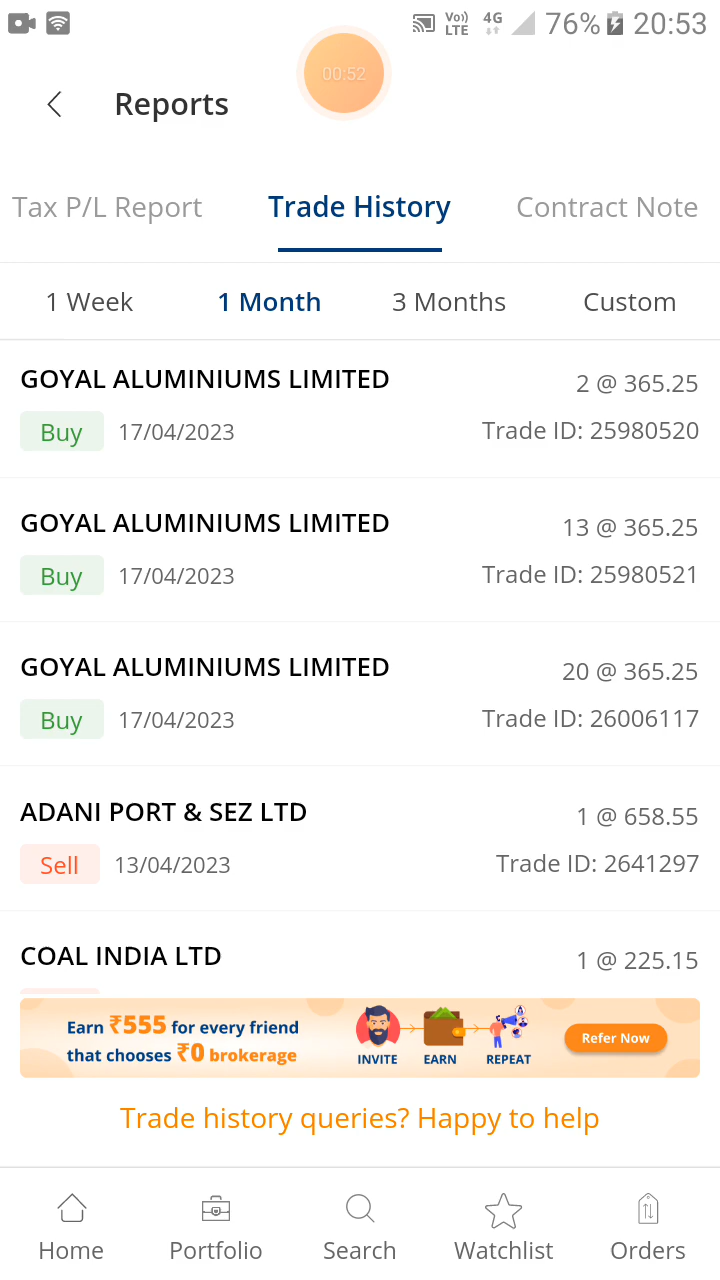 Vo)) 4G 76% 20:53
LTE
00:52
Reports
Tax P/L Report Trade History Contract Note
1 Week 1 Month 3 Months Custom
GOYAL ALUMINIUMS LIMITED 2 @ 365.25
Buy 17/04/2023 Trade ID: 25980520
GOYAL ALUMINIUMS LIMITED 13 @ 365.25
Buy 17/04/2023 Trade ID: 25980521
GOYAL ALUMINIUMS LIMITED 20 @ 365.25
Buy 17/04/2023 Trade ID: 26006117
ADANI PORT & SEZ LTD 1 @ 658.55
Sell 13/04/2023 Trade ID: 2641297
COAL INDIA LTD 1 @ 225.15
Earn ₹555 for every friend
that chooses ₹0 brokerage
INVITE EARN REPEAT
Refer Now
Trade history queries? Happy to help
Home Portfolio Search Watchlist Orders